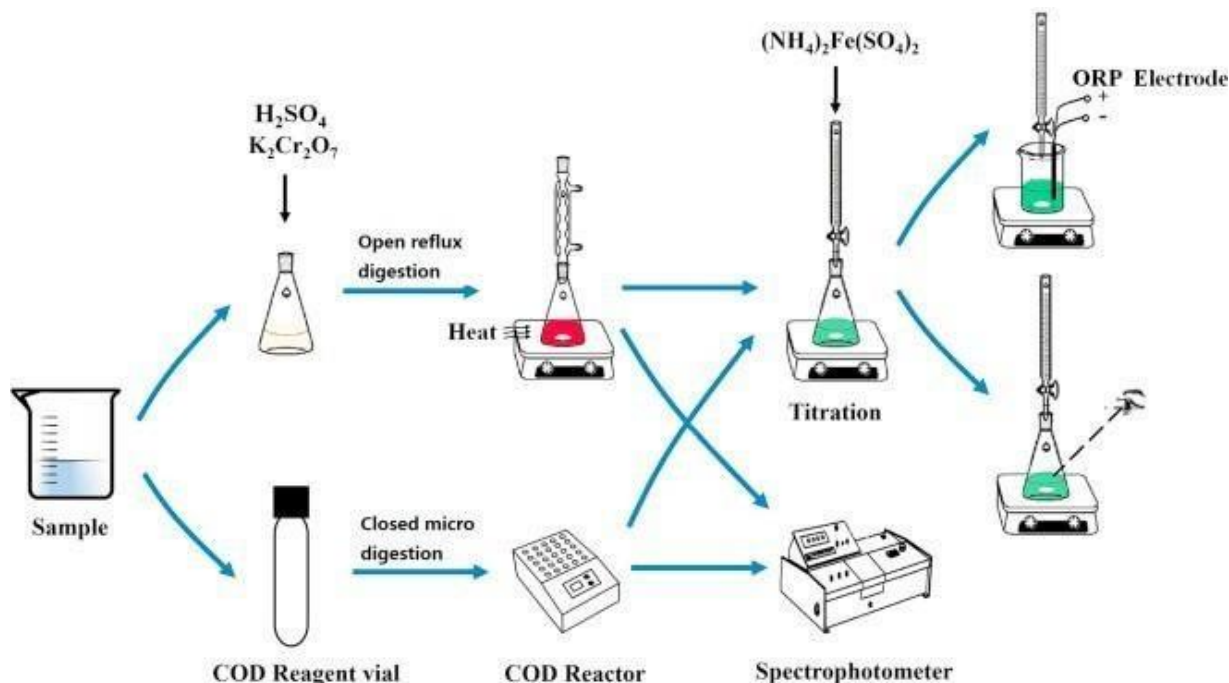 (NH₄)₂Fe(SO₄)₂
ORP Electrode
+
-
H₂SO₄
K₂Cr₂O₇
Open reflux
digestion
Heat
Titration
Sample
Closed micro
digestion
COD Reagent vial
COD Reactor
Spectrophotometer